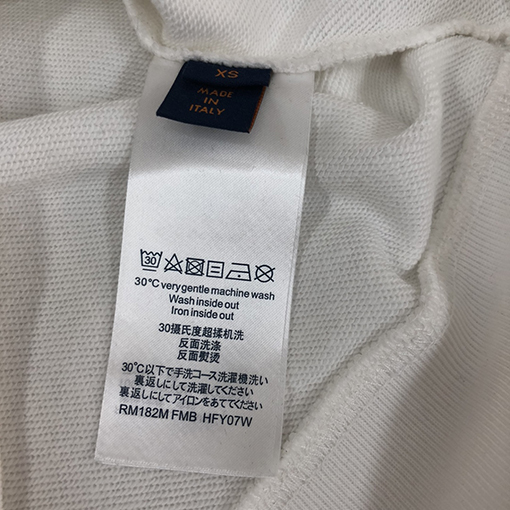 XS
MADE
IN
ITALY
30
30°C very gentle machine wash
Wash inside out
Iron inside out
30摄氏度超揉机洗
反面洗涤
反面熨烫
30℃以下で手洗コース洗濯機洗い
裏返しにして洗濯してください
裏返しにしてアイロンをあててください
RM182M FMB HFY07W